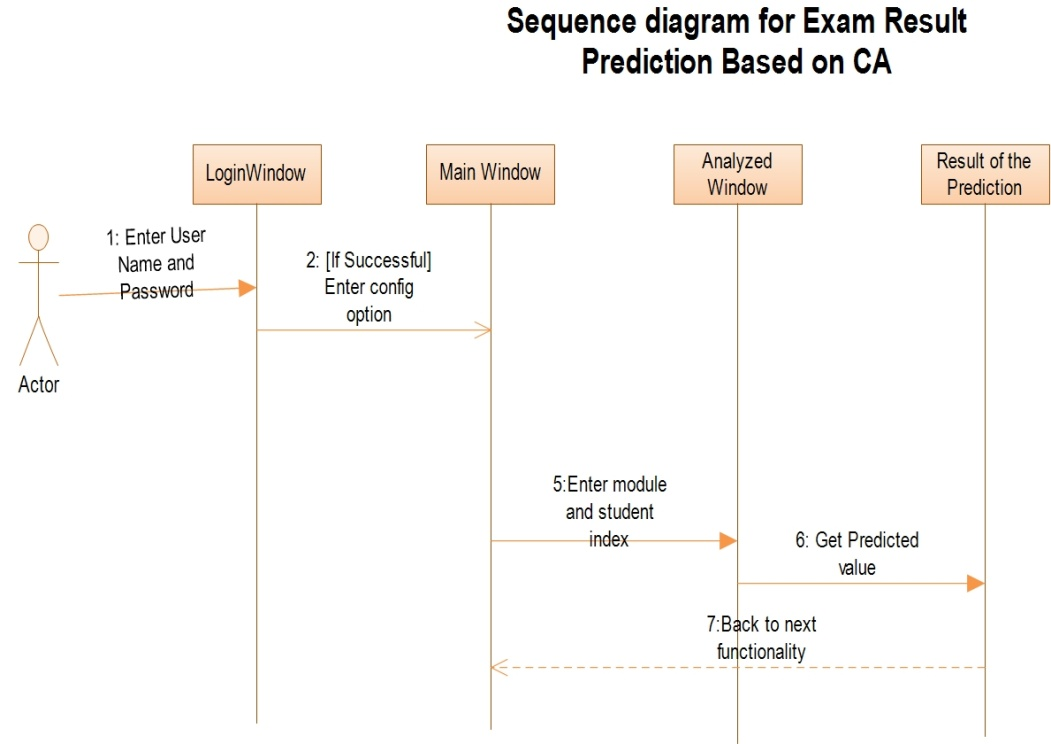 Sequence diagram for Exam Result
Prediction Based on CA
LoginWindow
Main Window
Analyzed
Window
Result of the
Prediction
1: Enter User
Name and
Password
2: [If Successful]
Enter config
option
Actor
5:Enter module
and student
index
6: Get Predicted
value
7:Back to next
functionality